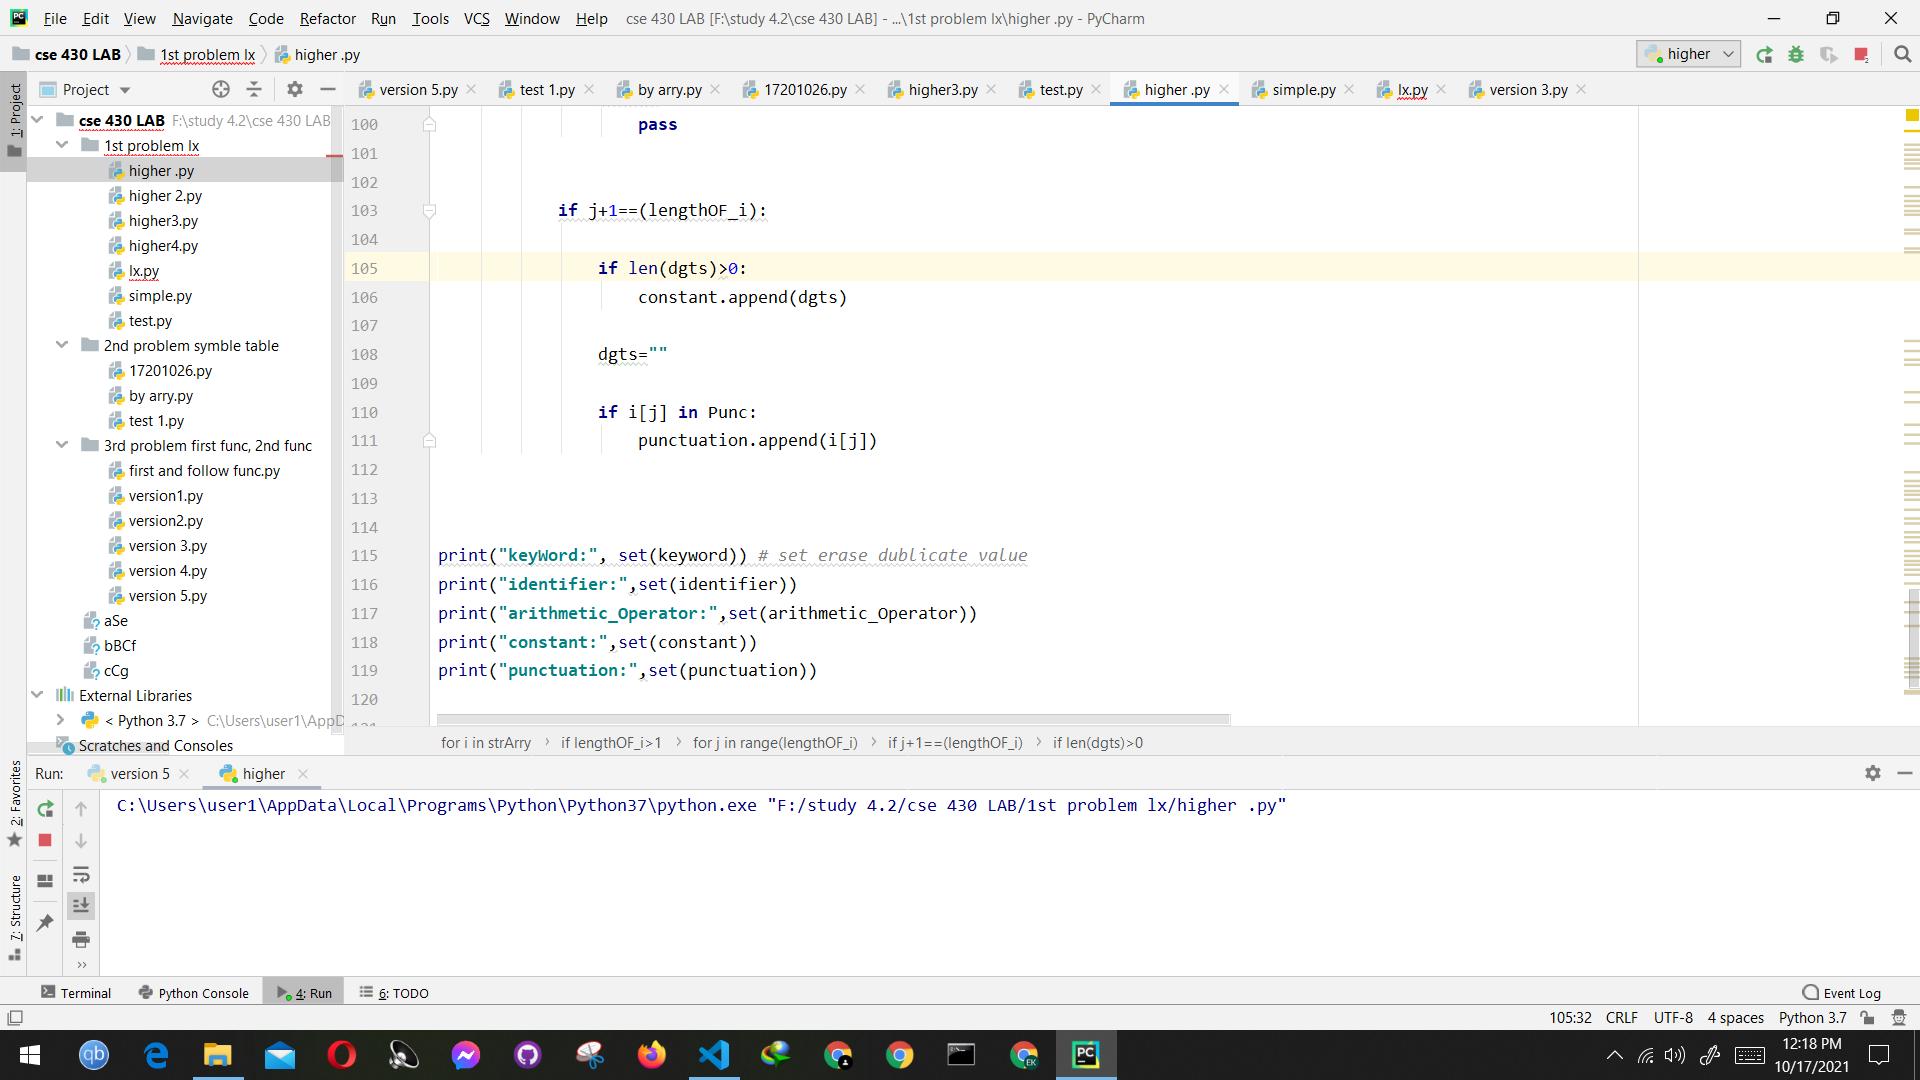 File Edit View Navigate Code Refactor Run Tools VCS Window Help cse 430 LAB [F:\study 4.2\cse 430 LAB] - ...\1st problem lx\higher .py - PyCharm
cse 430 LAB 1st problem lx higher .py
higher
1: Project
Project
version 5.py test 1.py by arry.py 17201026.py higher3.py test.py higher .py simple.py lx.py version 3.py
cse 430 LAB F:\study 4.2\cse 430 LAB
1st problem lx
higher .py
higher 2.py
higher3.py
higher4.py
lx.py
simple.py
test.py
2nd problem symble table
17201026.py
by arry.py
test 1.py
3rd problem first func, 2nd func
first and follow func.py
version1.py
version2.py
version 3.py
version 4.py
version 5.py
aSe
bBCf
cCg
External Libraries
< Python 3.7 > C:\Users\user1\AppD
Scratches and Consoles
100 pass
101
102
103 if j+1==(lengthOF_i):
104
105 if len(dgts)>0:
106 constant.append(dgts)
107
108 dgts=""
109
110 if i[j] in Punc:
111 punctuation.append(i[j])
112
113
114
115 print("keyWord:", set(keyword)) # set erase dublicate value
116 print("identifier:",set(identifier))
117 print("arithmetic_Operator:",set(arithmetic_Operator))
118 print("constant:",set(constant))
119 print("punctuation:",set(punctuation))
120
for i in strArry › if lengthOF_i>1 › for j in range(lengthOF_i) › if j+1==(lengthOF_i) › if len(dgts)>0
Run: version 5 higher
C:\Users\user1\AppData\Local\Programs\Python\Python37\python.exe "F:/study 4.2/cse 430 LAB/1st problem lx/higher .py"
2: Favorites
7: Structure
Terminal Python Console 4: Run 6: TODO Event Log
105:32 CRLF UTF-8 4 spaces Python 3.7
qb EK PC
12:18 PM
10/17/2021